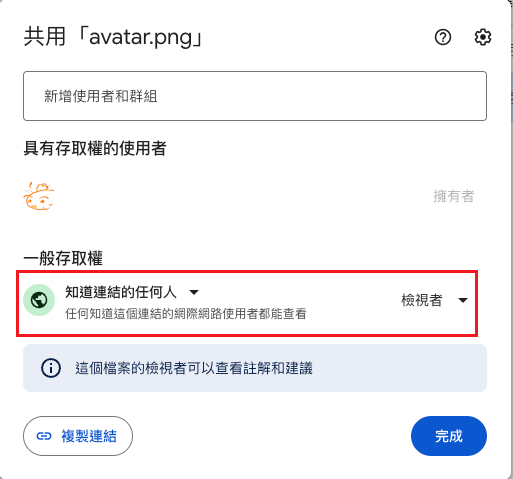 共用「avatar.png」
新增使用者和群組
具有存取權的使用者
擁有者
一般存取權
知道連結的任何人
檢視者
任何知道這個連結的網際網路使用者都能查看
這個檔案的檢視者可以查看註解和建議
複製連結
完成